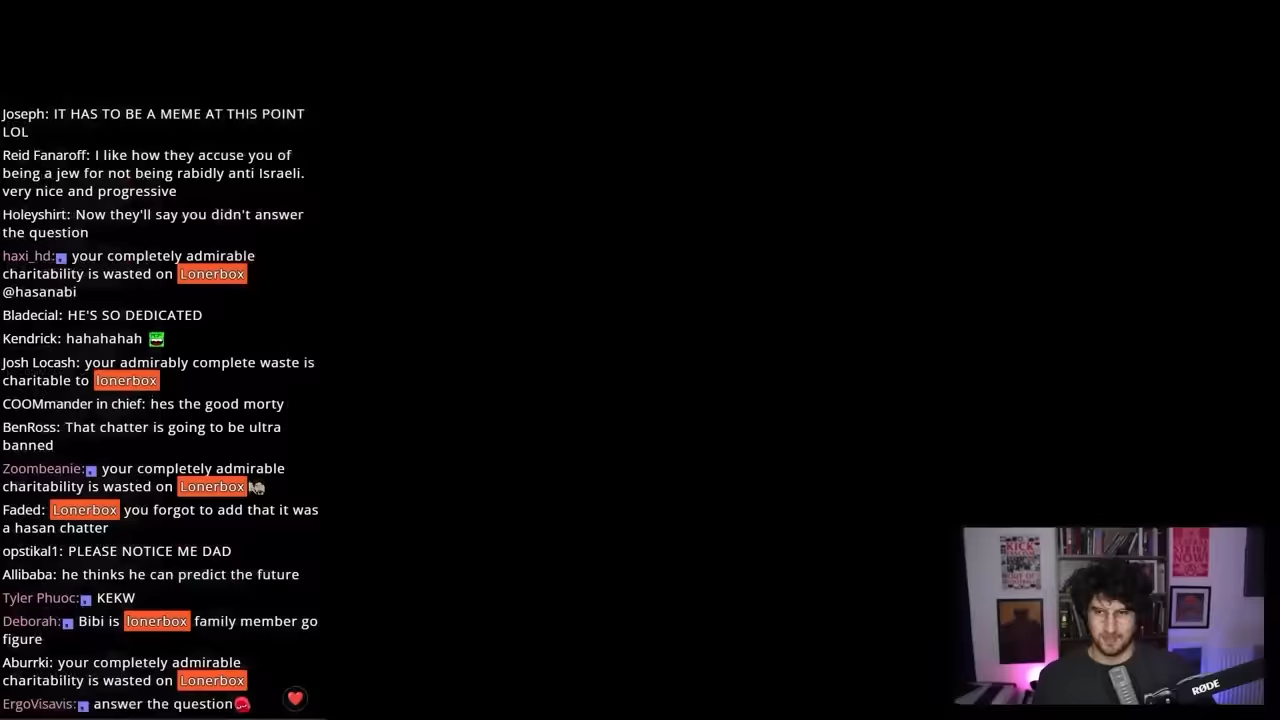 Joseph: IT HAS TO BE A MEME AT THIS POINT
LOL
Reid Fanaroff: I like how they accuse you of
being a jew for not being rabidly anti Israeli.
very nice and progressive
Holeyshirt: Now they'll say you didn't answer
the question
haxi_hd: your completely admirable
charitability is wasted on Lonerbox
@hasanabi
Bladecial: HE'S SO DEDICATED
Kendrick: hahahahah
Josh Locash: your admirably complete waste is
charitable to lonerbox
COOMmander in chief: hes the good morty
BenRoss: That chatter is going to be ultra
banned
Zoombeanie: your completely admirable
charitability is wasted on Lonerbox
Faded: Lonerbox you forgot to add that it was
a hasan chatter
opstikal1: PLEASE NOTICE ME DAD
Allibaba: he thinks he can predict the future
Tyler Phuoc: KEKW
Deborah: Bibi is lonerbox family member go
figure
Aburrki: your completely admirable
charitability is wasted on Lonerbox
ErgoVisavis: answer the question
KICK
RØDE